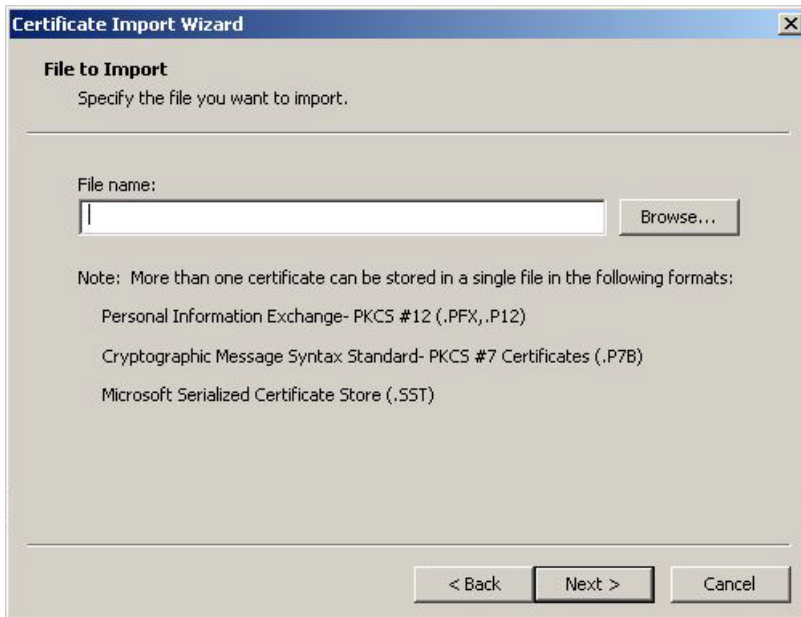 Certificate Import Wizard
File to Import
Specify the file you want to import.
File name:
Browse...
Note:  More than one certificate can be stored in a single file in the following formats:
Personal Information Exchange- PKCS #12 (.PFX,.P12)
Cryptographic Message Syntax Standard- PKCS #7 Certificates (.P7B)
Microsoft Serialized Certificate Store (.SST)
< Back Next > Cancel